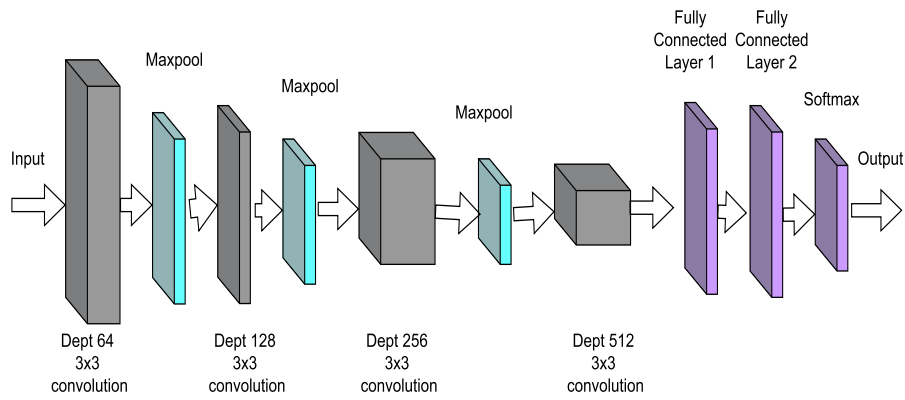 Fully
Connected
Layer 1
Fully
Connected
Layer 2
Maxpool
Maxpool
Maxpool
Softmax
Input
Output
Dept 64
3x3
convolution
Dept 128
3x3
convolution
Dept 256
3x3
convolution
Dept 512
3x3
convolution